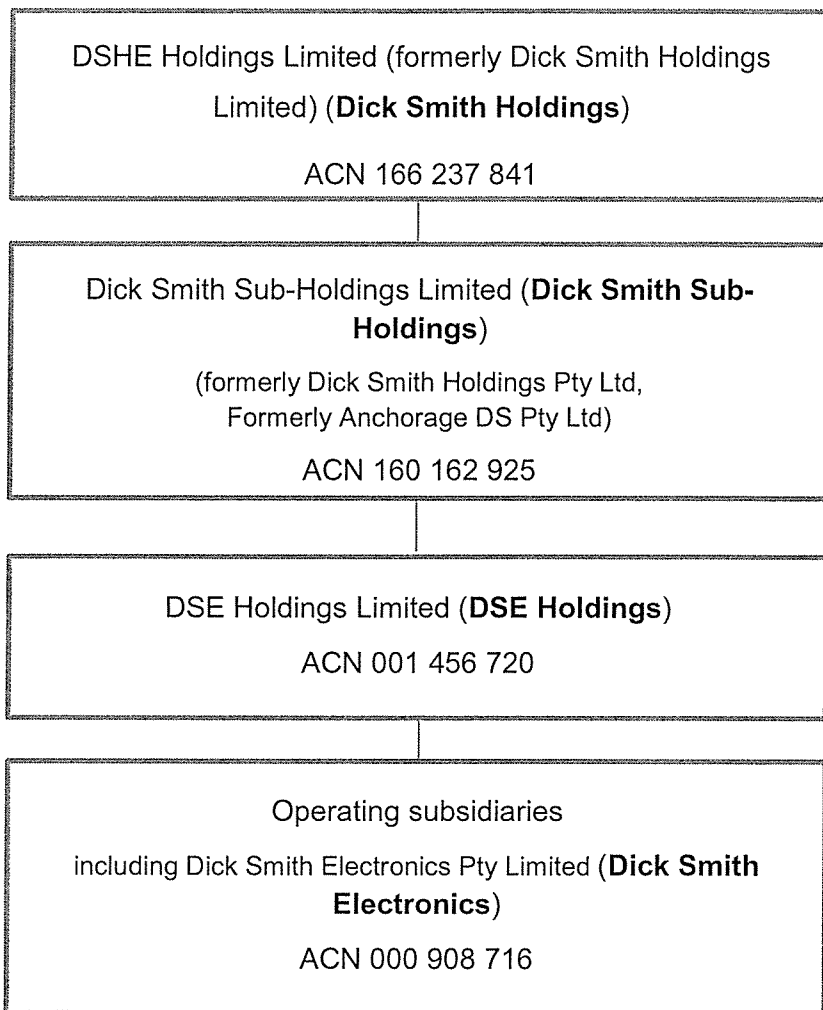 DSHE Holdings Limited (formerly Dick Smith Holdings
Limited) (Dick Smith Holdings)
ACN 166 237 841
Dick Smith Sub-Holdings Limited (Dick Smith Sub-
Holdings)
(formerly Dick Smith Holdings Pty Ltd,
Formerly Anchorage DS Pty Ltd)
ACN 160 162 925
DSE Holdings Limited (DSE Holdings)
ACN 001 456 720
Operating subsidiaries
including Dick Smith Electronics Pty Limited (Dick Smith
Electronics)
ACN 000 908 716